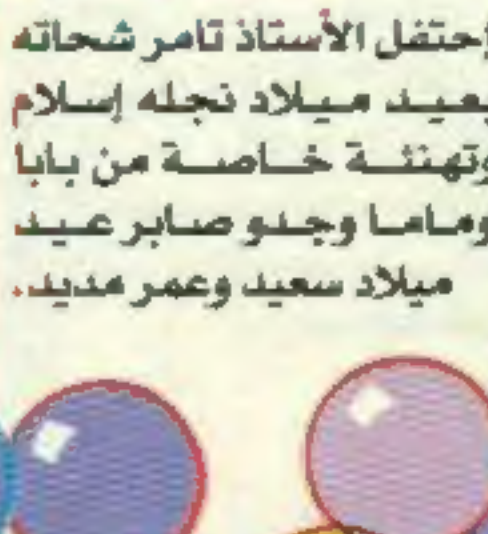 إحتفل الأستاذ تامر شحاته
بعيد ميلاد نجله إسلام
وتهنئة خاصة من بابا
وماما وجدو صابر عيد
ميلاد سعيد وعمر مديد.